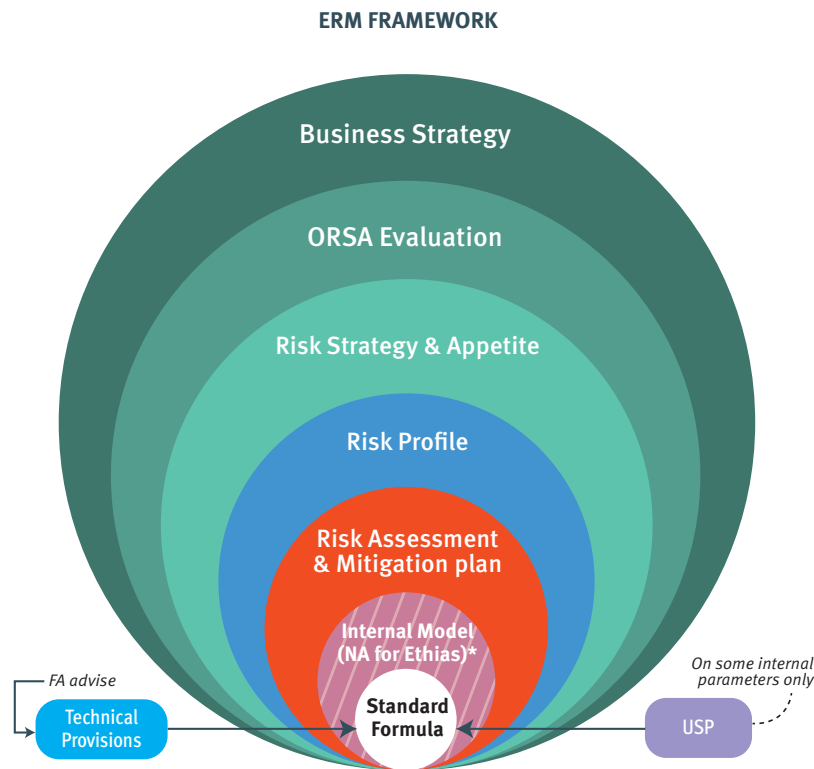 ERM FRAMEWORK
Business Strategy
ORSA Evaluation
Risk Strategy & Appetite
Risk Profile
Risk Assessment
& Mitigation plan
Internal Model
(NA for Ethias)*
Standard
Formula
FA advise
Technical
Provisions
On some internal
parameters only
USP